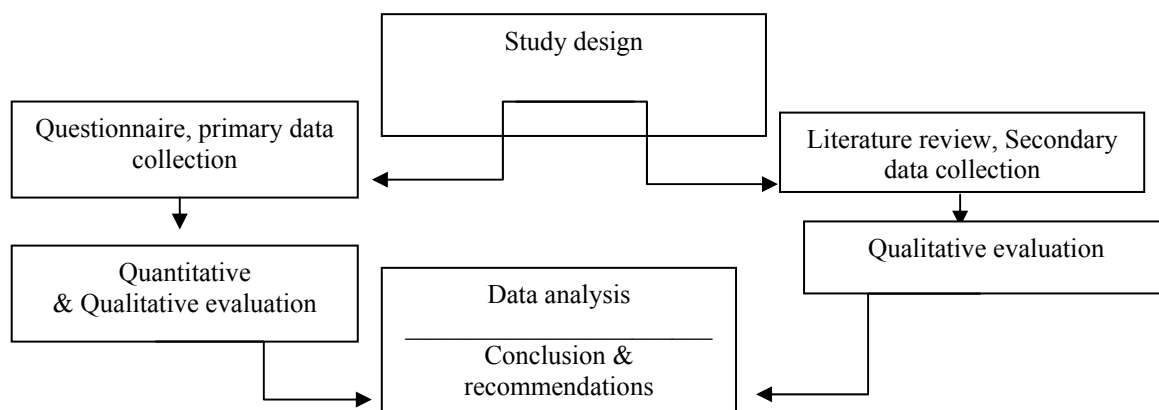 Study design
Questionnaire, primary data
collection
Literature review, Secondary
data collection
Quantitative
& Qualitative evaluation
Qualitative evaluation
Data analysis
Conclusion &
recommendations